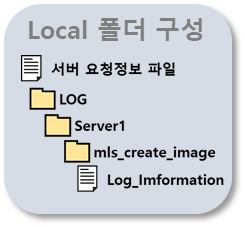 Local 폴더 구성
서버 요청정보 파일
LOG
Server1
mls_create_image
Log_Imformation